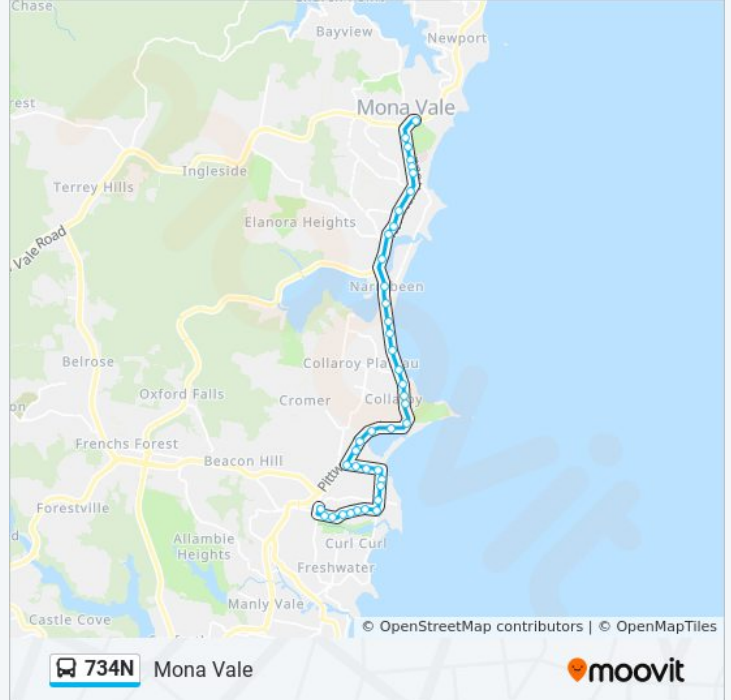 Chase
Bayview
Newport
Mona Vale
Ingleside
Terrey Hills
Elanora Heights
Vale Road
Narrabeen
Collaroy Plateau
Belrose
Oxford Falls
Collaroy
Cromer
Frenchs Forest
Beacon Hill
Pittw
Forestville
Allambie
Heights
Curl Curl
Freshwater
Manly Vale
Castle Cove
© OpenStreetMap contributors | © OpenMapTiles
734N Mona Vale
moovit